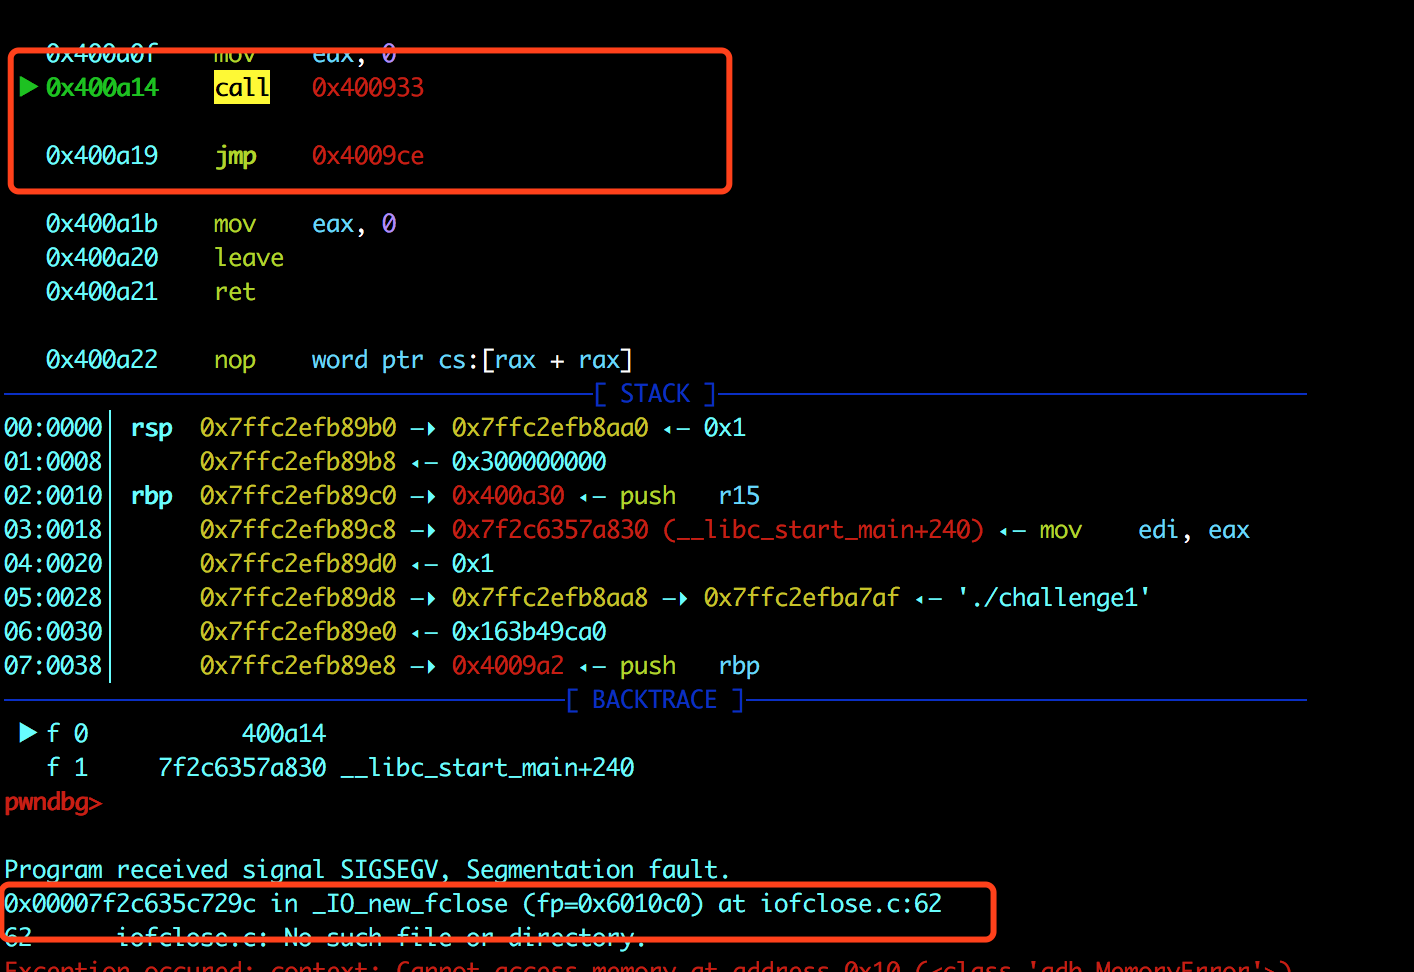 0x400a0f mov eax, 0
► 0x400a14 call 0x400933
0x400a19 jmp 0x4009ce
0x400a1b mov eax, 0
0x400a20 leave
0x400a21 ret
0x400a22 nop word ptr cs:[rax + rax]
[ STACK ]
00:0000│ rsp 0x7ffc2efb89b0 —▸ 0x7ffc2efb8aa0 ◂— 0x1
01:0008│ 0x7ffc2efb89b8 ◂— 0x300000000
02:0010│ rbp 0x7ffc2efb89c0 —▸ 0x400a30 ◂— push r15
03:0018│ 0x7ffc2efb89c8 —▸ 0x7f2c6357a830 (__libc_start_main+240) ◂— mov edi, eax
04:0020│ 0x7ffc2efb89d0 ◂— 0x1
05:0028│ 0x7ffc2efb89d8 —▸ 0x7ffc2efb8aa8 —▸ 0x7ffc2efba7af ◂— './challenge1'
06:0030│ 0x7ffc2efb89e0 ◂— 0x163b49ca0
07:0038│ 0x7ffc2efb89e8 —▸ 0x4009a2 ◂— push rbp
[ BACKTRACE ]
► f 0 400a14
f 1 7f2c6357a830 __libc_start_main+240
pwndbg>
Program received signal SIGSEGV, Segmentation fault.
0x00007f2c635c729c in _IO_new_fclose (fp=0x6010c0) at iofclose.c:62
62 iofclose.c: No such file or directory.
Exception occured: context: Cannot access memory at address 0x10 (<class 'gdb.MemoryError'>)